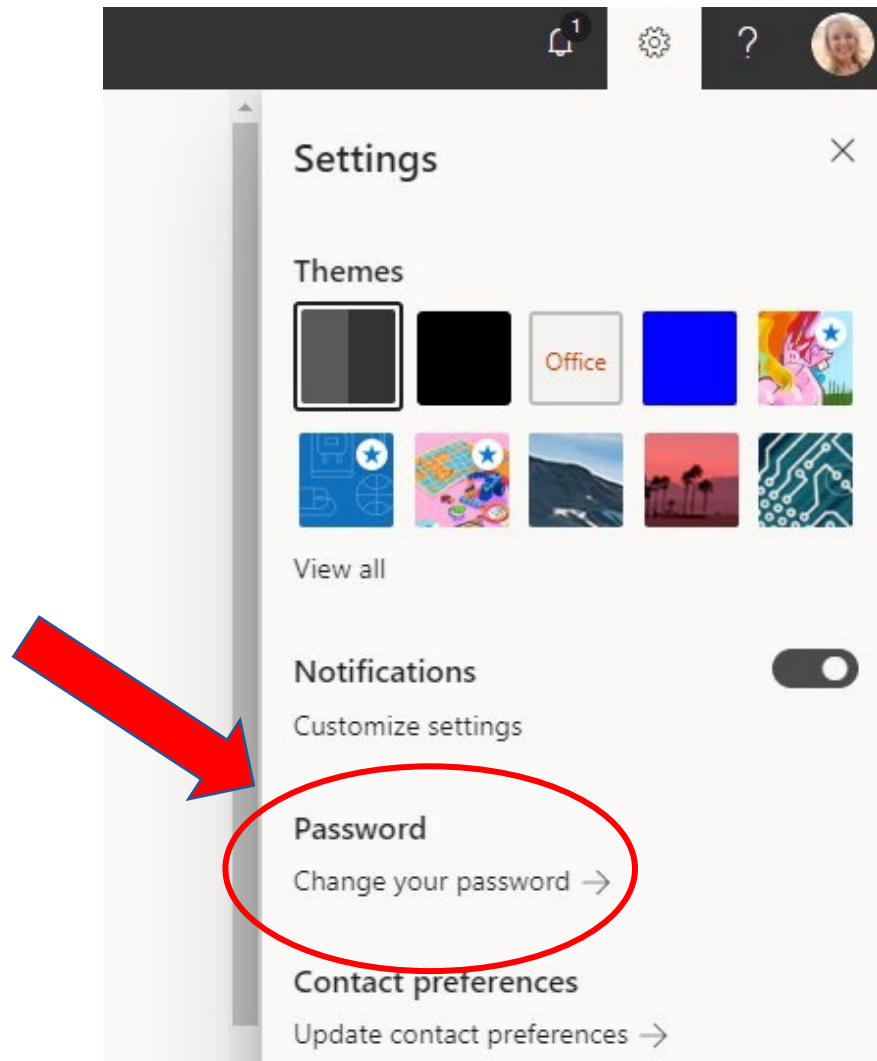 1
?
Settings
Themes
Office
View all
Notifications
Customize settings
Password
Change your password →
Contact preferences
Update contact preferences →